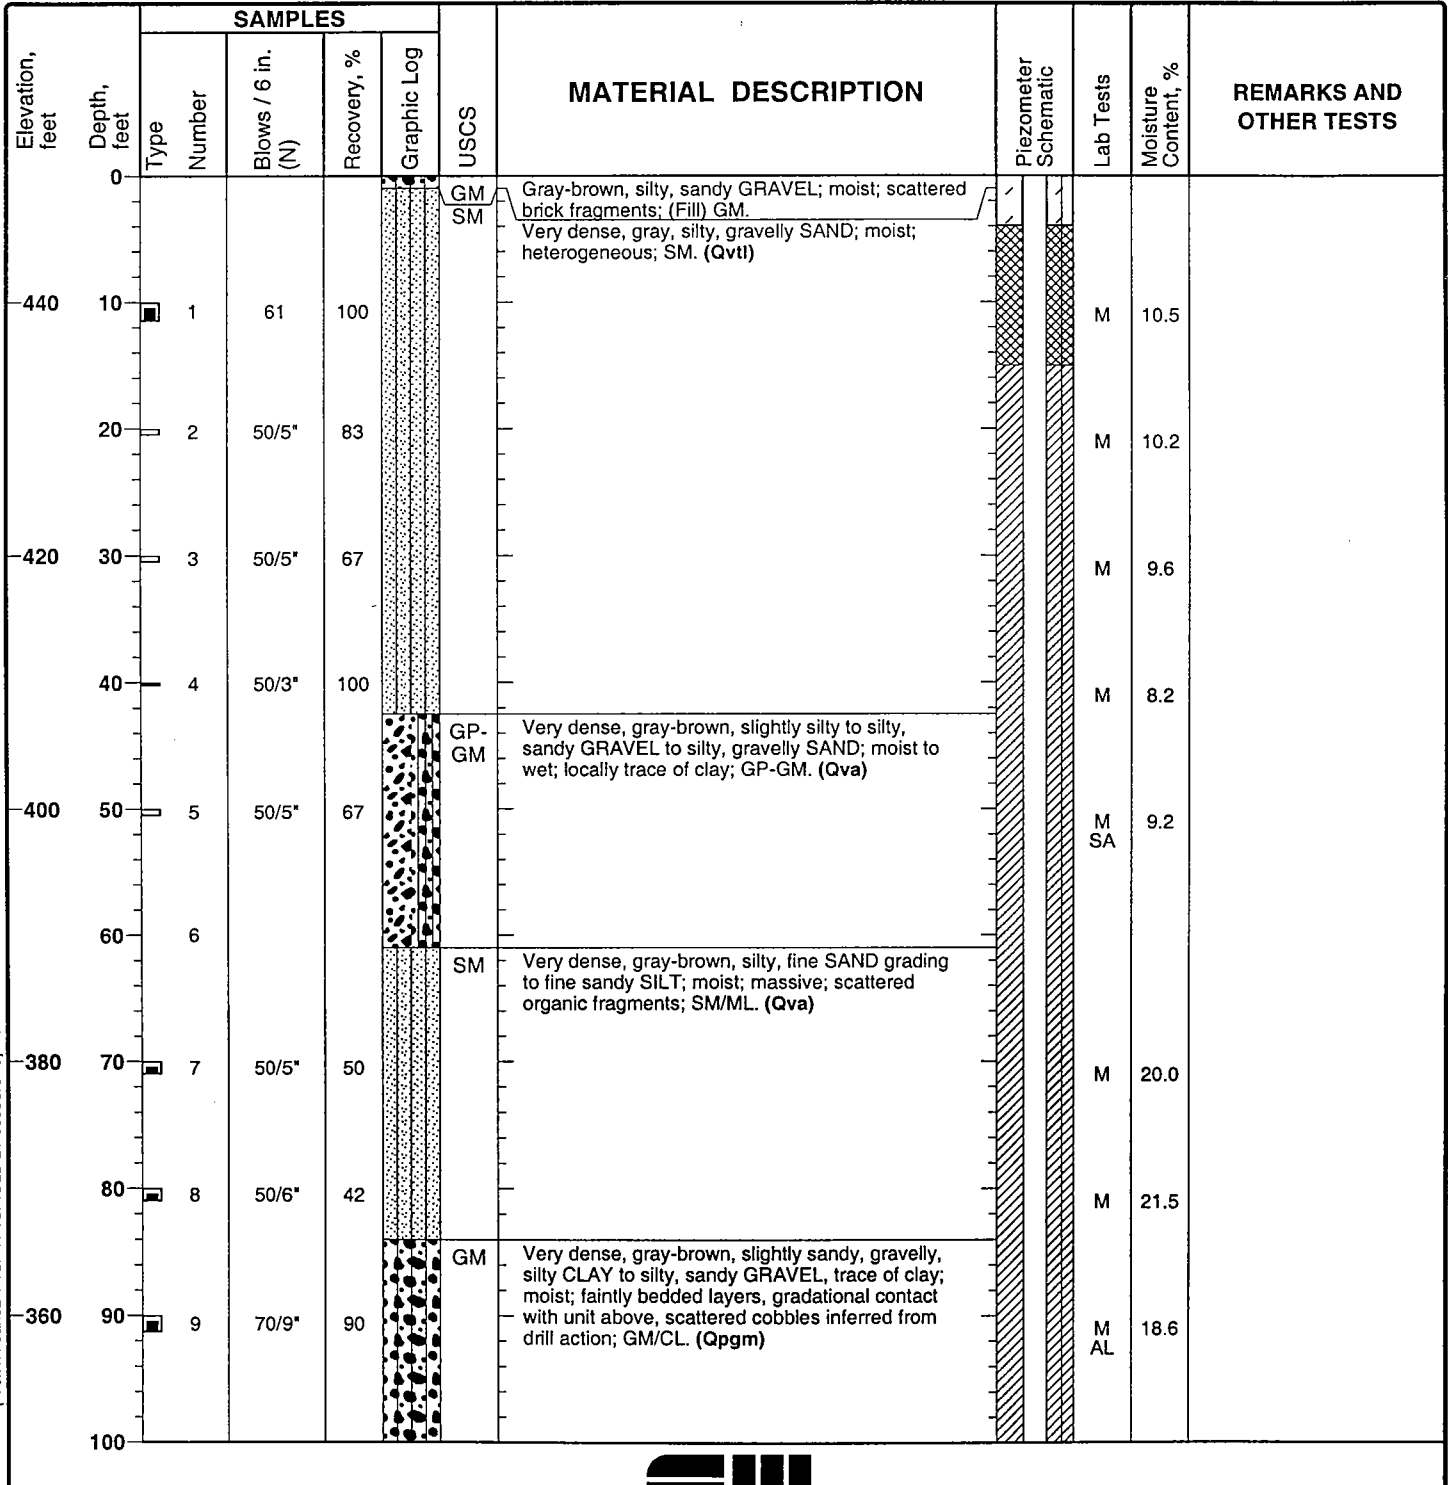 SAMPLES
Elevation,
feet
Depth,
feet
Type
Number
Blows / 6 in.
(N)
Recovery, %
Graphic Log
USCS
MATERIAL DESCRIPTION
Piezometer
Schematic
Lab Tests
Moisture
Content, %
REMARKS AND
OTHER TESTS
0
GM
Gray-brown, silty, sandy GRAVEL; moist; scattered
brick fragments; (Fill) GM.
SM
Very dense, gray, silty, gravelly SAND; moist;
heterogeneous; SM. (Qvtl)
440 10 1 61 100 M 10.5
20 2 50/5" 83 M 10.2
420 30 3 50/5" 67 M 9.6
40 4 50/3" 100 M 8.2
GP-
GM
Very dense, gray-brown, slightly silty to silty,
sandy GRAVEL to silty, gravelly SAND; moist to
wet; locally trace of clay; GP-GM. (Qva)
400 50 5 50/5" 67 M 9.2
SA
60 6
SM
Very dense, gray-brown, silty, fine SAND grading
to fine sandy SILT; moist; massive; scattered
organic fragments; SM/ML. (Qva)
380 70 7 50/5" 50 M 20.0
80 8 50/6" 42 M 21.5
GM
Very dense, gray-brown, slightly sandy, gravelly,
silty CLAY to silty, sandy GRAVEL, trace of clay;
moist; faintly bedded layers, gradational contact
with unit above, scattered cobbles inferred from
drill action; GM/CL. (Qpgm)
360 90 9 70/9" 90 M 18.6
AL
100